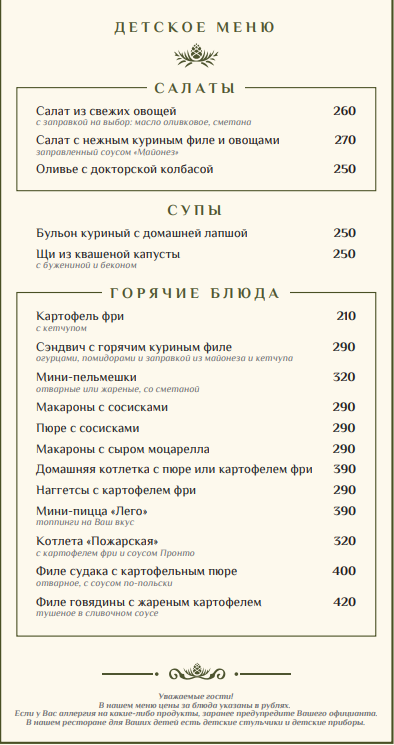 ДЕТСКОЕ МЕНЮ
САЛАТЫ
Салат из свежих овощей 260
с заправкой на выбор: масло оливковое, сметана
Салат с нежным куриным филе и овощами 270
заправленный соусом «Майонез»
Оливье с докторской колбасой 250
СУПЫ
Бульон куриный с домашней лапшой 250
Щи из квашеной капусты 250
с бужениной и беконом
ГОРЯЧИЕ БЛЮДА
Картофель фри 210
с кетчупом
Сэндвич с горячим куриным филе 290
огурцами, помидорами и заправкой из майонеза и кетчупа
Мини-пельмешки 320
отварные или жареные, со сметаной
Макароны с сосисками 290
Пюре с сосисками 290
Макароны с сыром моцарелла 290
Домашняя котлетка с пюре или картофелем фри 390
Наггетсы с картофелем фри 290
Мини-пицца «Лего» 390
топпинги на Ваш вкус
Котлета «Пожарская» 320
с картофелем фри и соусом Пронто
Филе судака с картофельным пюре 400
отварное, с соусом по-польски
Филе говядины с жареным картофелем 420
тушеное в сливочном соусе
Уважаемые гости!
В нашем меню цены за блюда указаны в рублях.
Если у Вас аллергия на какие-либо продукты, заранее предупредите Вашего официанта.
В нашем ресторане для Ваших детей есть детские стульчики и детские приборы.